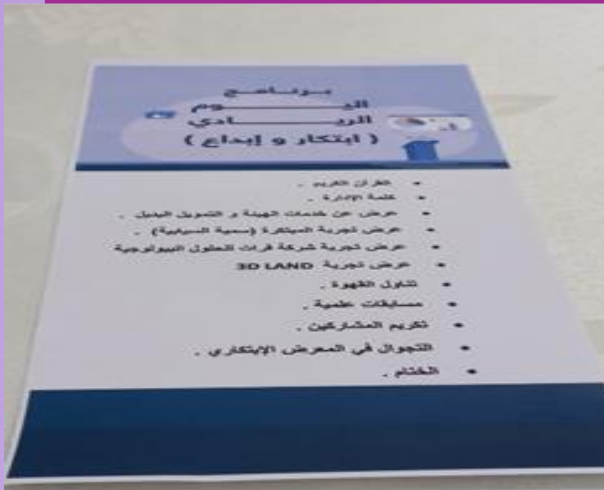 برنامج
اليوم
الريادي
( ابتكار و إبداع )
• القرآن الكريم .
• كلمة الإدارة .
• عرض عن خدمات الهيئة و التمويل البديل .
• عرض تجربة المبتكرة (سمية السيابية) .
• عرض تجربة شركة فرات للحلول البيولوجية
• عرض تجربة 3D LAND
• تناول القهوة .
• مسابقات علمية .
• تكريم المشاركين .
• التجوال في المعرض الإبتكاري .
• الختام .